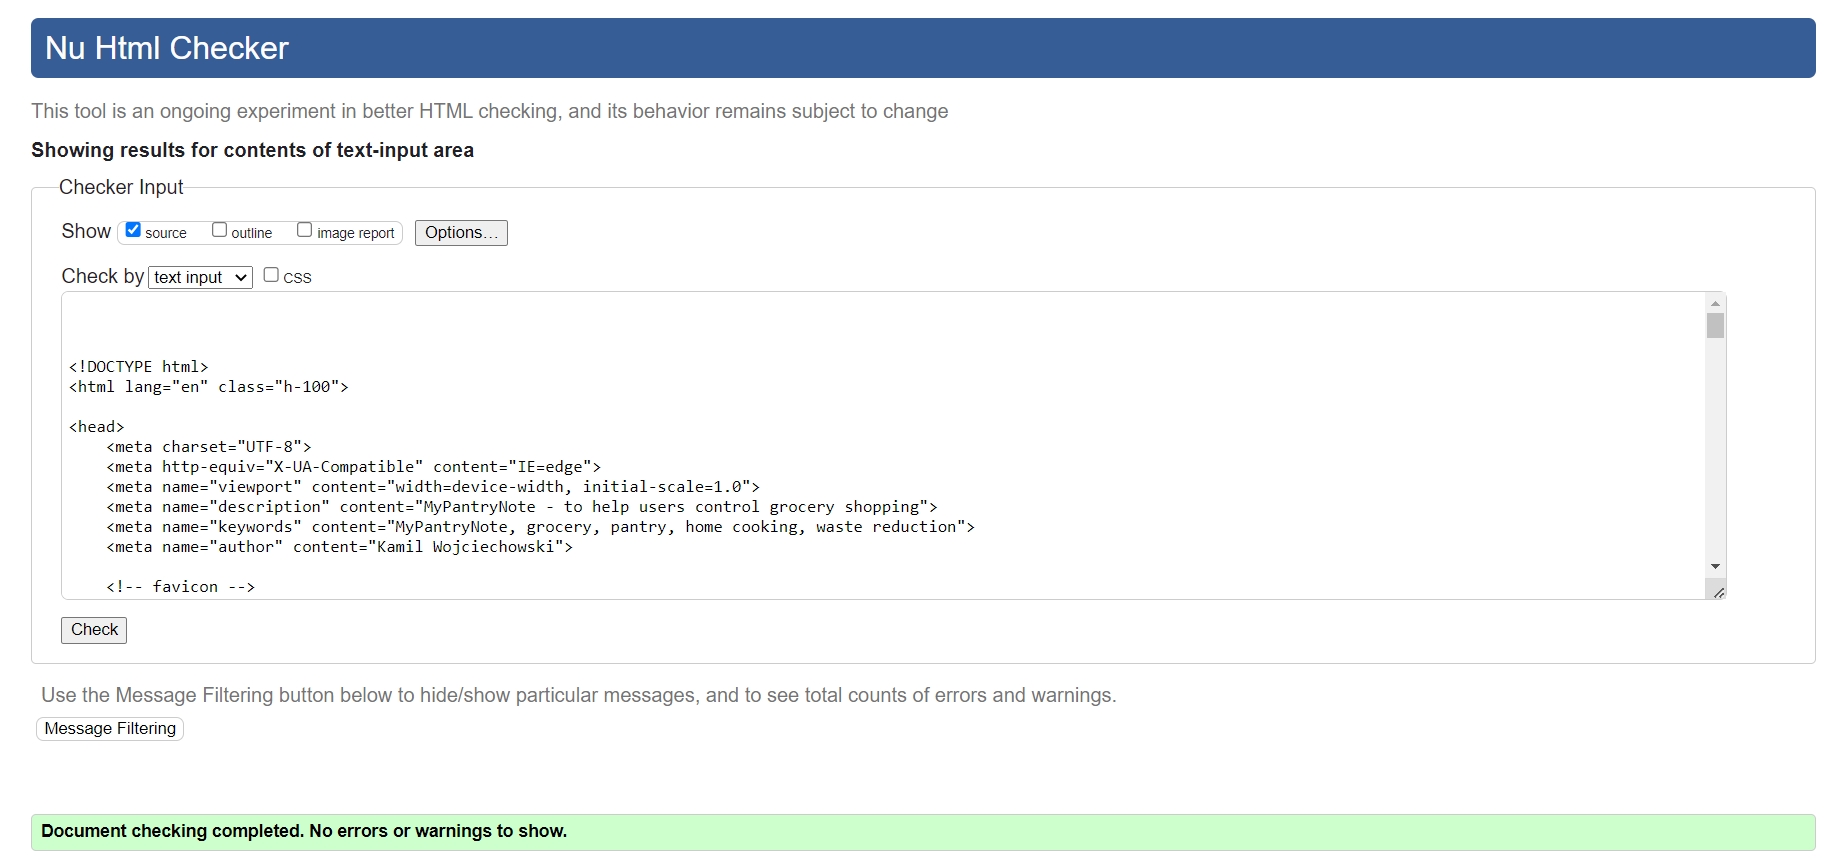 Nu Html Checker
This tool is an ongoing experiment in better HTML checking, and its behavior remains subject to change
Showing results for contents of text-input area
Checker Input
Show source outline image report Options...
Check by text input CSS
<!DOCTYPE html>
<html lang="en" class="h-100">
<head>
<meta charset="UTF-8">
<meta http-equiv="X-UA-Compatible" content="IE=edge">
<meta name="viewport" content="width=device-width, initial-scale=1.0">
<meta name="description" content="MyPantryNote - to help users control grocery shopping">
<meta name="keywords" content="MyPantryNote, grocery, pantry, home cooking, waste reduction">
<meta name="author" content="Kamil Wojciechowski">
<!-- favicon -->
Check
Use the Message Filtering button below to hide/show particular messages, and to see total counts of errors and warnings.
Message Filtering
Document checking completed. No errors or warnings to show.